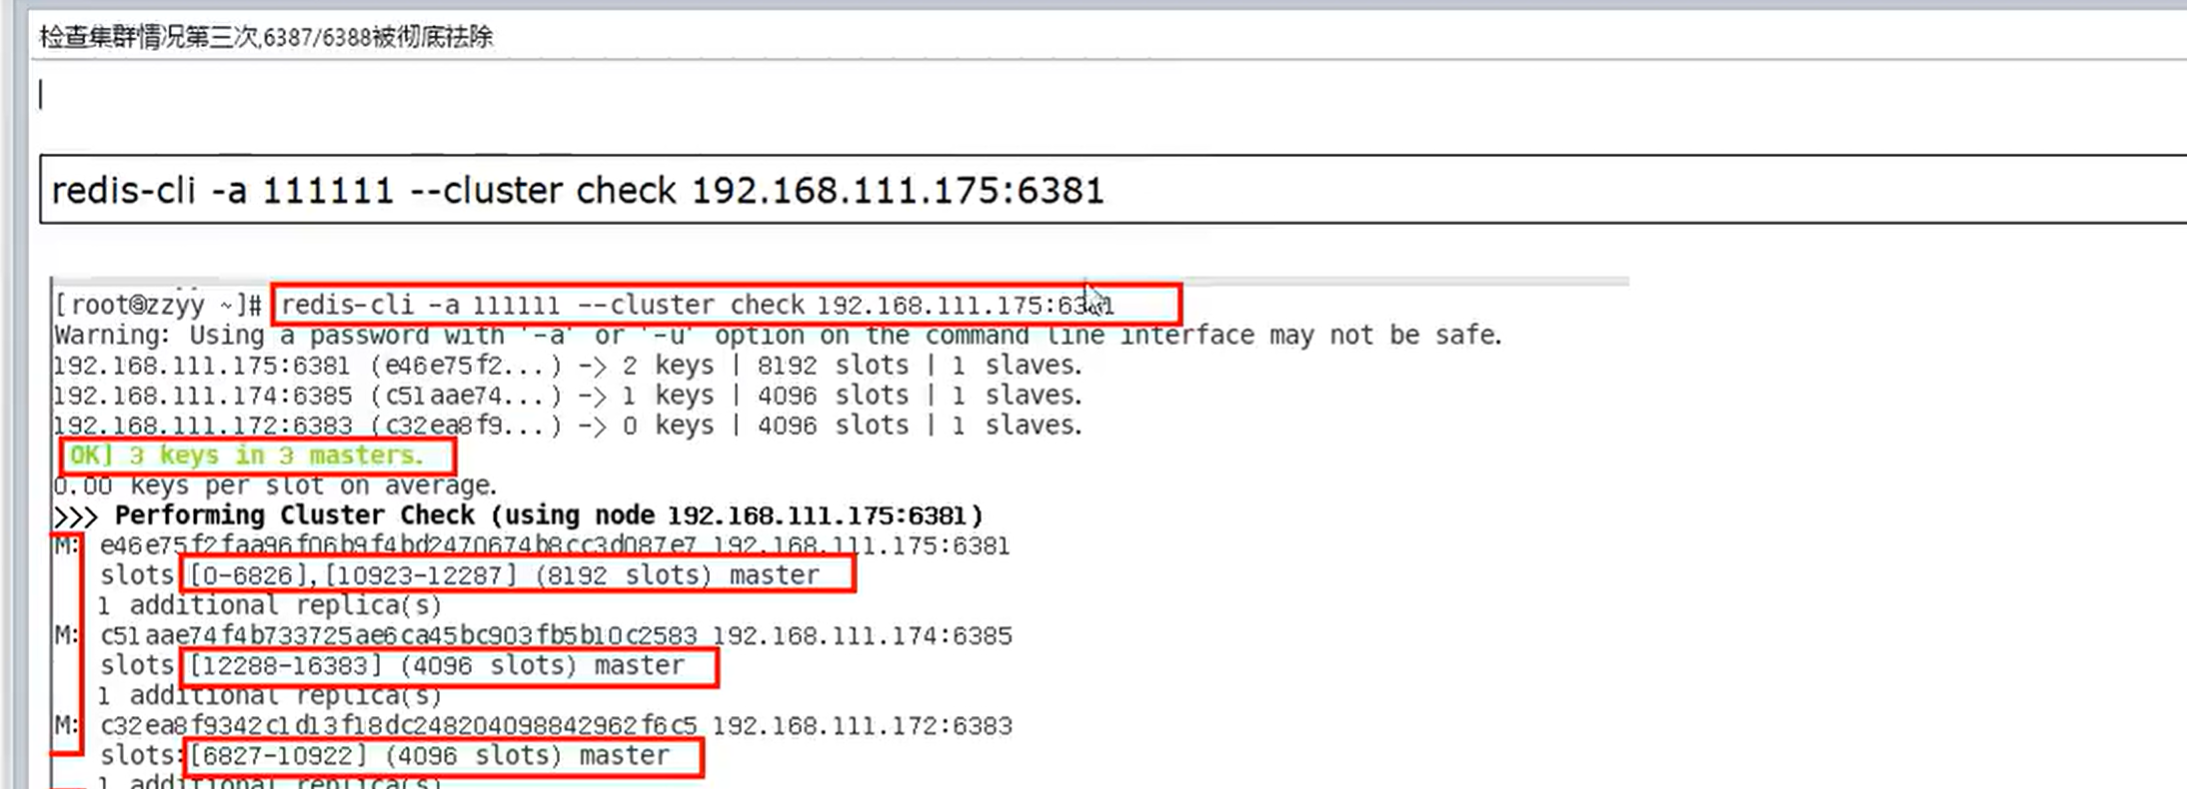 检查集群情况第三次,6387/6388被彻底祛除
redis-cli -a 111111 --cluster check 192.168.111.175:6381
[root@zzyy ~]# redis-cli -a 111111 --cluster check 192.168.111.175:6381
Warning: Using a password with '-a' or '-u' option on the command line interface may not be safe.
192.168.111.175:6381 (e46e75f2...) -> 2 keys | 8192 slots | 1 slaves.
192.168.111.174:6385 (c51aae74...) -> 1 keys | 4096 slots | 1 slaves.
192.168.111.172:6383 (c32ea8f9...) -> 0 keys | 4096 slots | 1 slaves.
OK] 3 keys in 3 masters.
0.00 keys per slot on average.
>>> Performing Cluster Check (using node 192.168.111.175:6381)
M: e46e75f2faa96f06b9f4bd2470674b8cc3d087e7 192.168.111.175:6381
slots [0-6826],[10923-12287] (8192 slots) master
1 additional replica(s)
M: c51aae74f4b733725ae6ca45bc903fb5b10c2583 192.168.111.174:6385
slots [12288-16383] (4096 slots) master
1 additional replica(s)
M: c32ea8f9342c1d13f18dc248204098842962f6c5 192.168.111.172:6383
slots:[6827-10922] (4096 slots) master
1 additional replica(s)